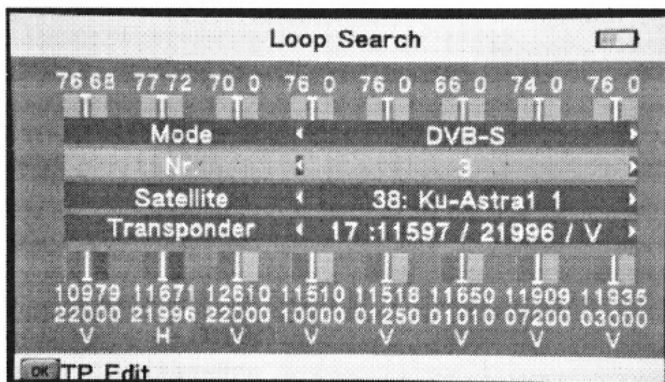 Loop Search
76 68 77 72 70 0 76 0 76 0 66 0 74 0 76 0
Mode DVB-S
Nr. 3
Satellite 38: Ku-Astra1 1
Transponder 17 :11597 / 21996 / V
10979 11671 12610 11510 11518 11650 11909 11935
22000 21996 22000 10000 01250 01010 07200 03000
V H V V V V V V
OK TP Edit